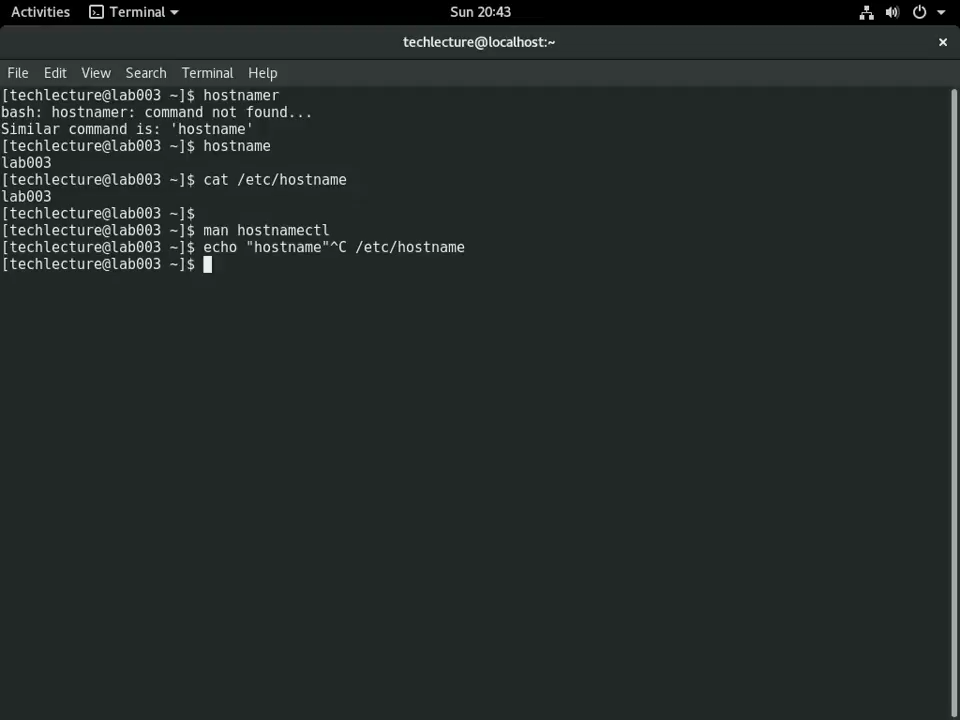 Activities Terminal Sun 20:43
techlecture@localhost:~ ×
File Edit View Search Terminal Help
[techlecture@lab003 ~]$ hostnamer
bash: hostnamer: command not found...
Similar command is: 'hostname'
[techlecture@lab003 ~]$ hostname
lab003
[techlecture@lab003 ~]$ cat /etc/hostname
lab003
[techlecture@lab003 ~]$
[techlecture@lab003 ~]$ man hostnamectl
[techlecture@lab003 ~]$ echo "hostname"^C /etc/hostname
[techlecture@lab003 ~]$